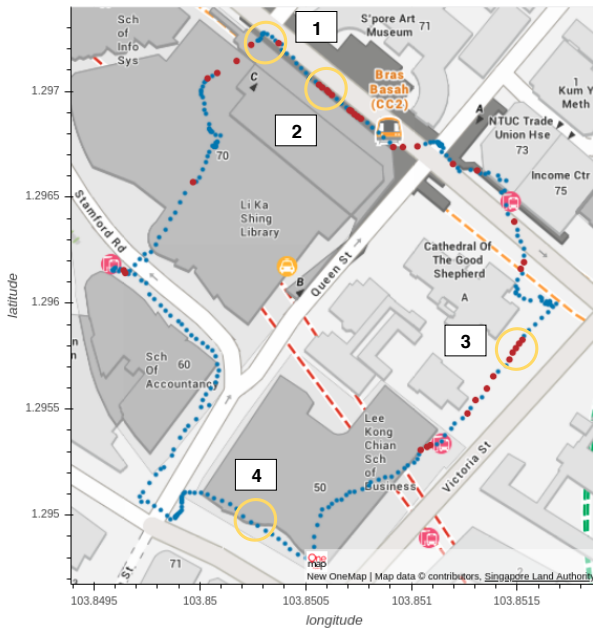 Sch
of
Info
Sys
1
S'pore Art
Museum
71
1
Kum Y
Meth
1.297
C
Bras
Basah
(CC2)
A
NTUC Trade
Union Hse
73
2
70
Income Ctr
75
1.2965
Stamford Rd
Li Ka
Shing
Library
Cathedral Of
The Good
Shepherd
A
Queen St
B
1.296
3
n
Sch
Of
Accountancy
60
latitude
1.2955
Lee
Kong
Chian
Sch
of
Business
Victoria St
4
50
1.295
St
71
2
One
map
New OneMap | Map data © contributors, Singapore Land Authority
103.8495
103.85
103.8505
103.851
103.8515
longitude